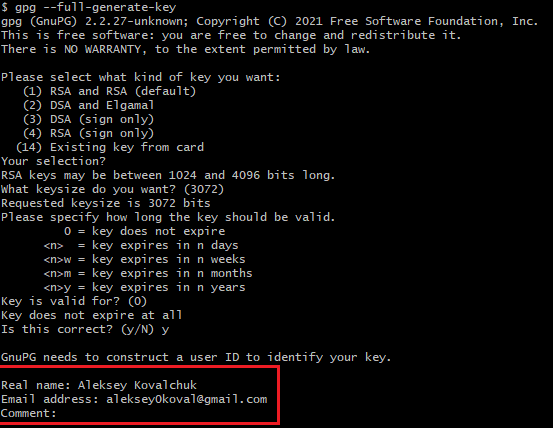 $ gpg --full-generate-key
gpg (GnuPG) 2.2.27-unknown; Copyright (C) 2021 Free Software Foundation, Inc.
This is free software: you are free to change and redistribute it.
There is NO WARRANTY, to the extent permitted by law.
Please select what kind of key you want:
(1) RSA and RSA (default)
(2) DSA and Elgamal
(3) DSA (sign only)
(4) RSA (sign only)
(14) Existing key from card
Your selection?
RSA keys may be between 1024 and 4096 bits long.
What keysize do you want? (3072)
Requested keysize is 3072 bits
Please specify how long the key should be valid.
0 = key does not expire
<n> = key expires in n days
<n>w = key expires in n weeks
<n>m = key expires in n months
<n>y = key expires in n years
Key is valid for? (0)
Key does not expire at all
Is this correct? (y/N) y
GnuPG needs to construct a user ID to identify your key.
Real name: Aleksey Kovalchuk
Email address: aleksey0koval@gmail.com
Comment: